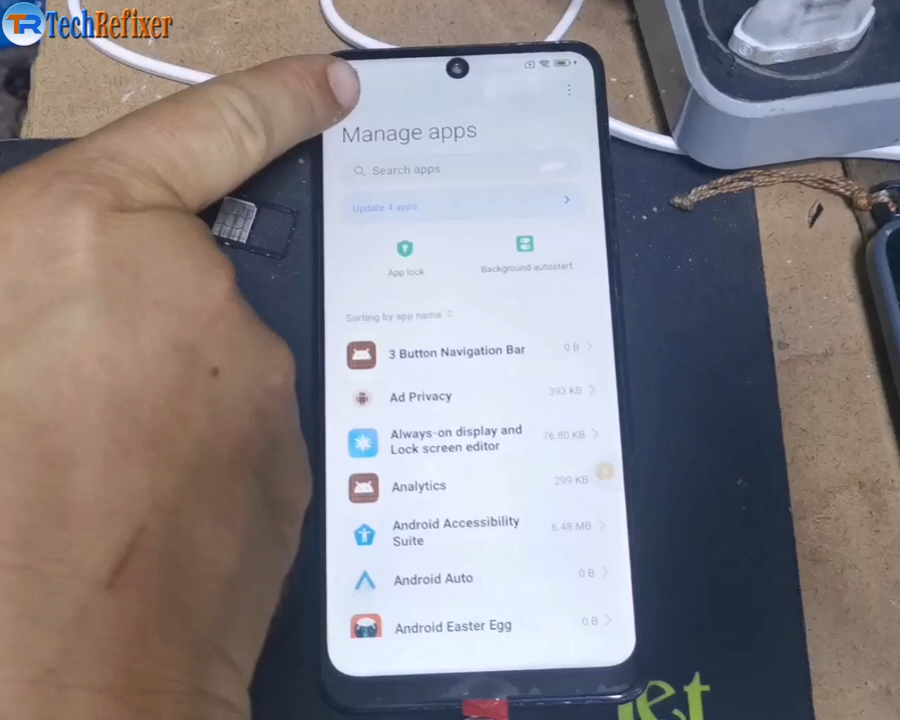 TR TechRefixer
Manage apps
Search apps
Update 4 apps
App lock
Background autostart
Sorting by app name
3 Button Navigation Bar
0 B
Ad Privacy
393 KB
Always-on display and
Lock screen editor
76.80 KB
Analytics
299 KB
Android Accessibility
Suite
6.48 MB
Android Auto
0 B
Android Easter Egg
0 B